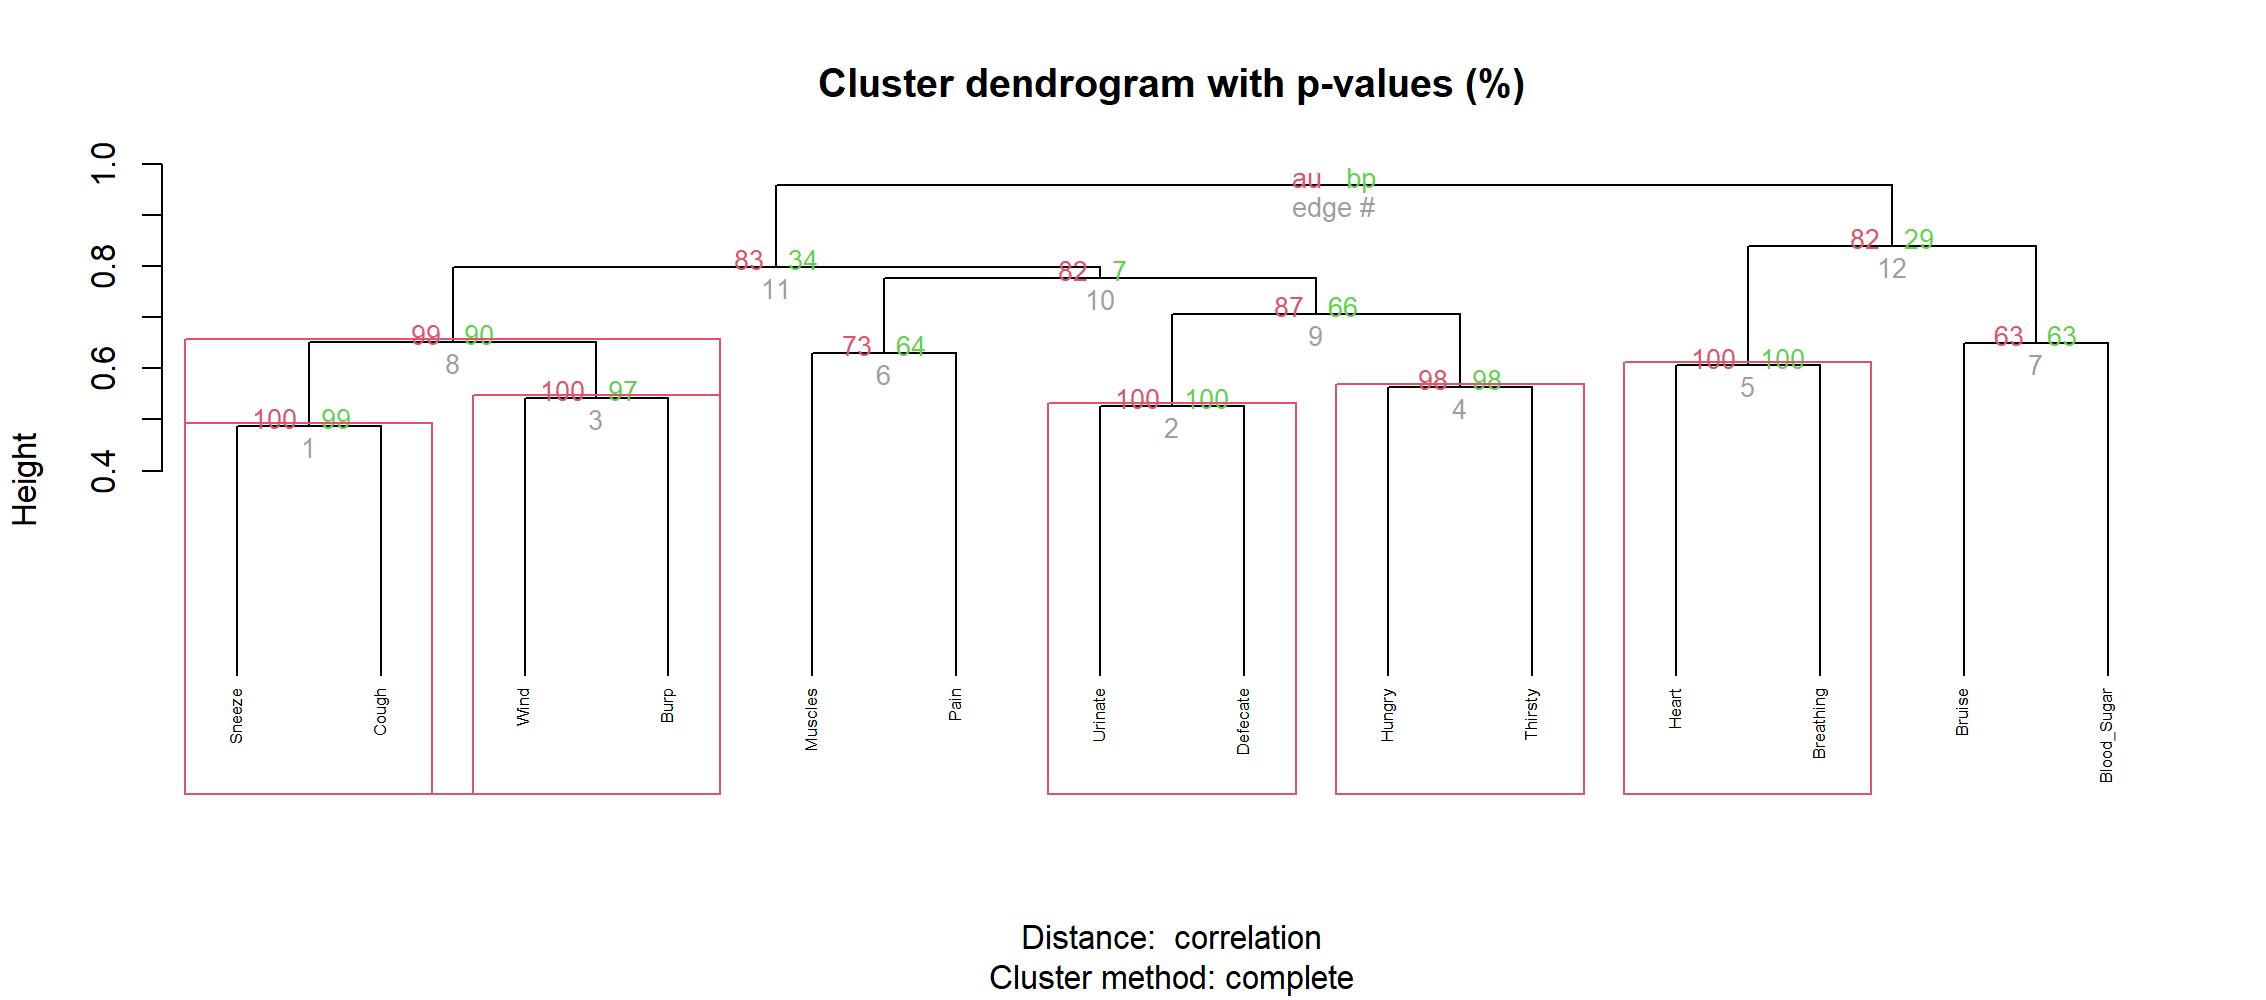 Cluster dendrogram with p-values (%)
Height
1.0
0.8
0.6
0.4
au bp
edge #
83 34
11
82 7
10
82 29
12
87 66
9
99 90
8
73 64
6
63 63
7
100 100
5
98 98
4
100 97
3
100 100
2
100 99
1
Sneeze
Cough
Wind
Burp
Muscles
Pain
Urinate
Defecate
Hungry
Thirsty
Heart
Breathing
Bruise
Blood_Sugar
Distance: correlation
Cluster method: complete